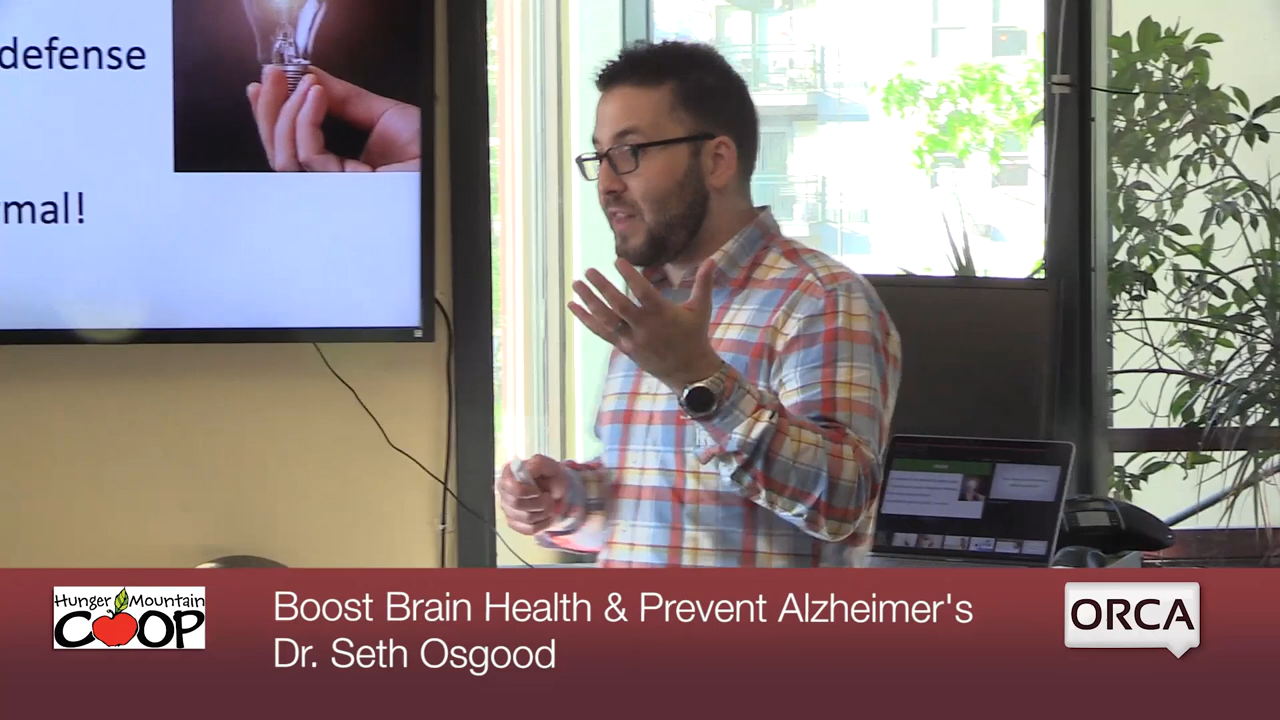 defense
mal!
Hunger Mountain
COOP
Boost Brain Health & Prevent Alzheimer's
Dr. Seth Osgood
ORCA